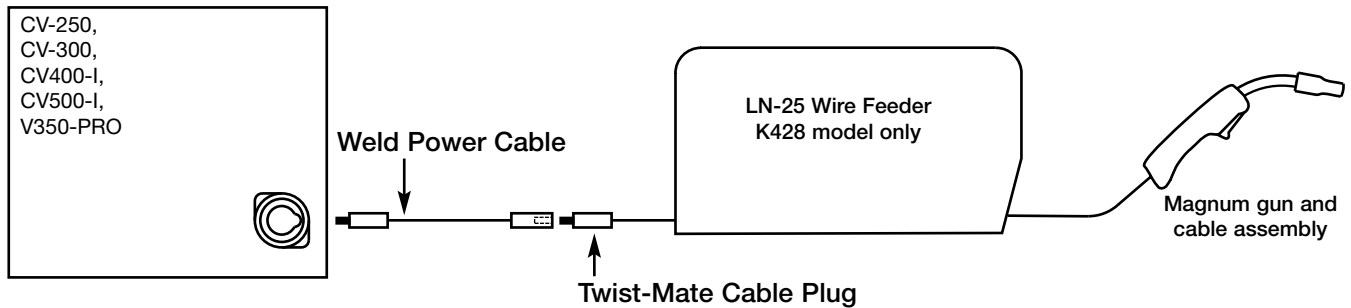 CV-250,
CV-300,
CV400-I,
CV500-I,
V350-PRO
Weld Power Cable
LN-25 Wire Feeder
K428 model only
Magnum gun and
cable assembly
Twist-Mate Cable Plug